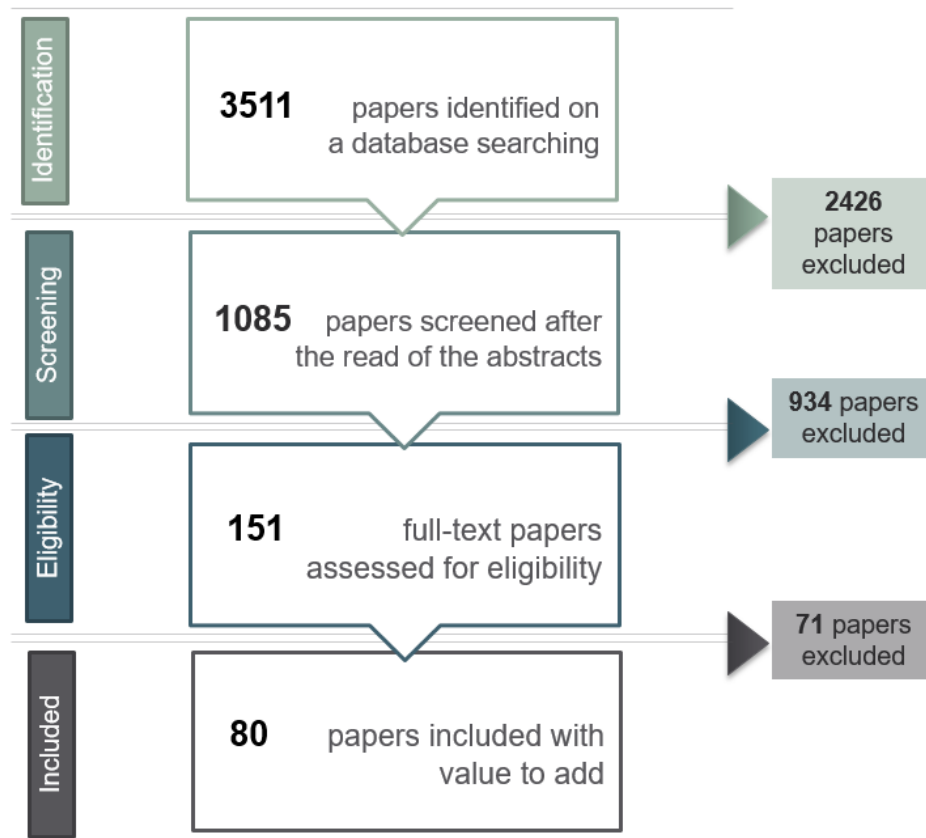 Identification
3511 papers identified on
a database searching
2426
papers
excluded
Screening
1085 papers screened after
the read of the abstracts
934 papers
excluded
Eligibility
151 full-text papers
assessed for eligibility
71 papers
excluded
Included
80 papers included with
value to add